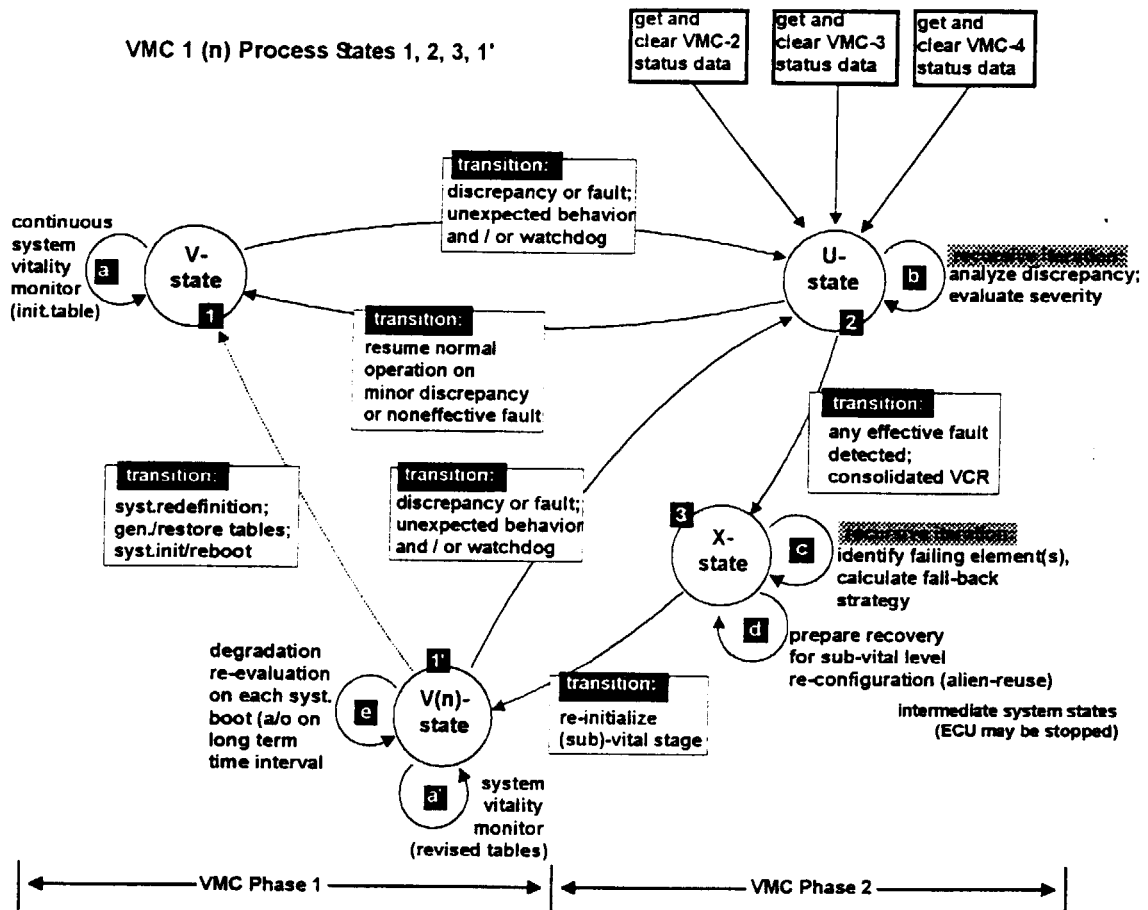 VMC 1 (n) Process States 1, 2, 3, 1'
get and
clear VMC-2
status data
get and
clear VMC-3
status data
get and
clear VMC-4
status data
transition:
discrepancy or fault;
unexpected behavior
and / or watchdog
continuous
system
vitality
monitor
(init.table)
a
V-
state
1
U-
state
2
b
recursive iteration:
analyze discrepancy;
evaluate severity
transition:
resume normal
operation on
minor discrepancy
or noneffective fault
transition:
any effective fault
detected;
consolidated VCR
transition:
syst.redefinition;
gen./restore tables;
syst.init/reboot
transition:
discrepancy or fault;
unexpected behavior
and / or watchdog
3
X-
state
c
recursive iteration:
identify failing element(s),
calculate fall-back
strategy
d
prepare recovery
for sub-vital level
re-configuration (alien-reuse)
degradation
re-evaluation
on each syst.
boot (a/o on
long term
time interval
e
1'
V(n)-
state
transition:
re-initialize
(sub)-vital stage
intermediate system states
(ECU may be stopped)
a'
system
vitality
monitor
(revised tables)
VMC Phase 1
VMC Phase 2